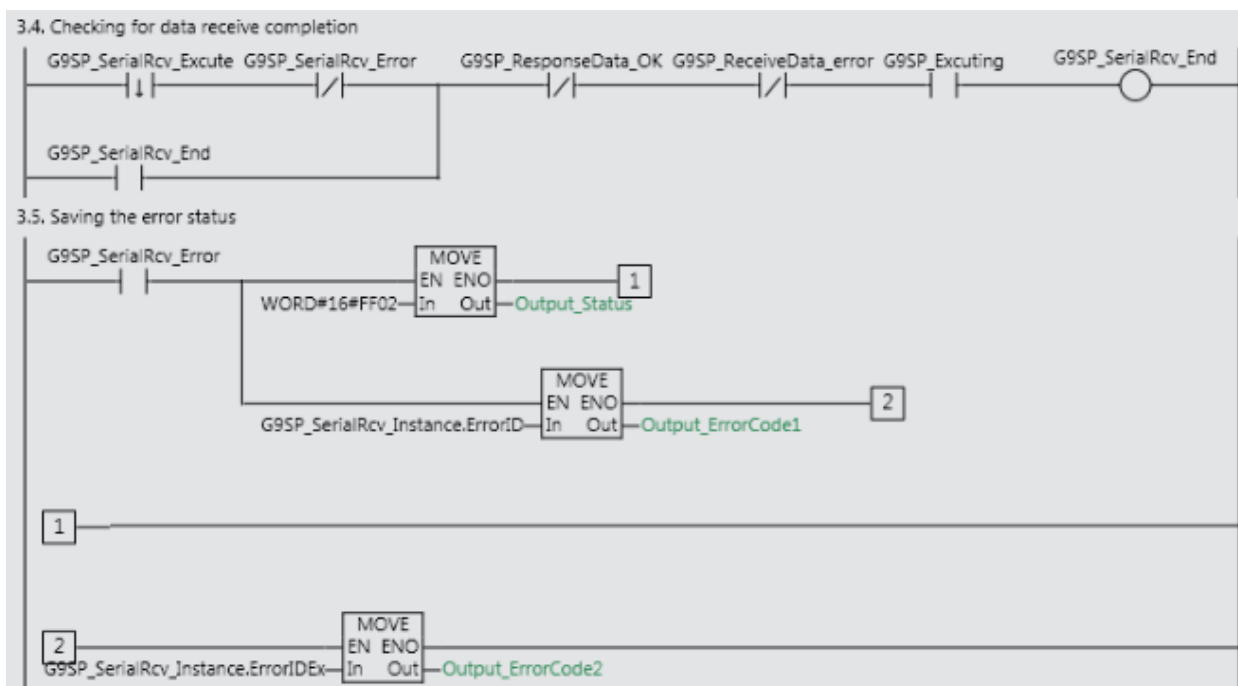 3.4. Checking for data receive completion
G9SP_SerialRcv_Excute G9SP_SerialRcv_Error G9SP_ResponseData_OK G9SP_ReceiveData_error G9SP_Excuting G9SP_SerialRcv_End
G9SP_SerialRcv_End
3.5. Saving the error status
G9SP_SerialRcv_Error
MOVE
EN ENO
1
WORD#16#FF02 In Out Output_Status
MOVE
EN ENO
2
G9SP_SerialRcv_Instance.ErrorID In Out Output_ErrorCode1
1
MOVE
2
EN ENO
G9SP_SerialRcv_Instance.ErrorIDEx In Out Output_ErrorCode2